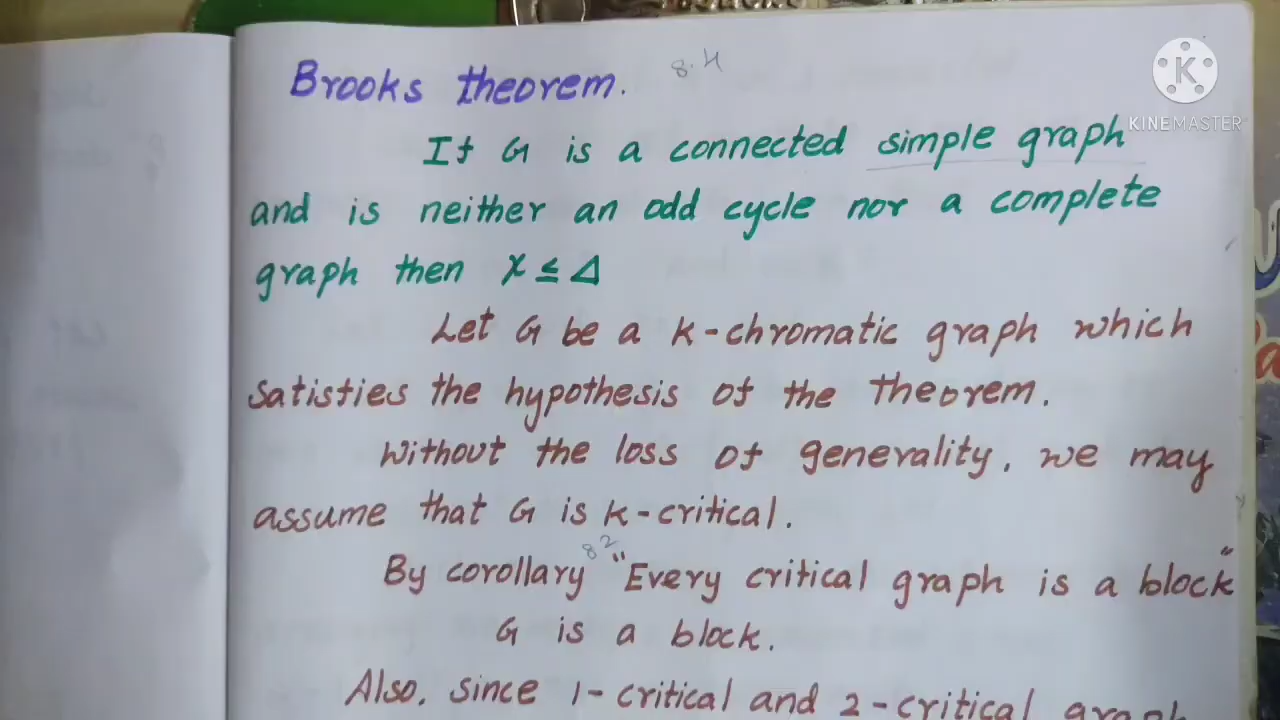 Brooks theorem. 8.4
KINEMASTER
If G is a connected simple graph
and is neither an odd cycle nor a complete
graph then χ ≤ Δ
Let G be a k-chromatic graph which
satisfies the hypothesis of the Theorem.
Without the loss of generality, we may
assume that G is k-critical.
By corollary 82 "Every critical graph is a block"
G is a block.
Also, since 1-critical and 2-critical graph